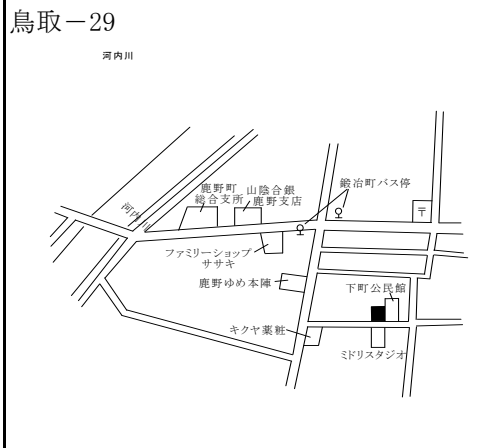 鳥取－29
河内川
鹿野町
総合支所
山陰合銀
鹿野支店
鍛冶町バス停
〒
河内川
ファミリーショップ
ササキ
鹿野ゆめ本陣
下町公民館
キクヤ薬粧
ミドリスタジオ